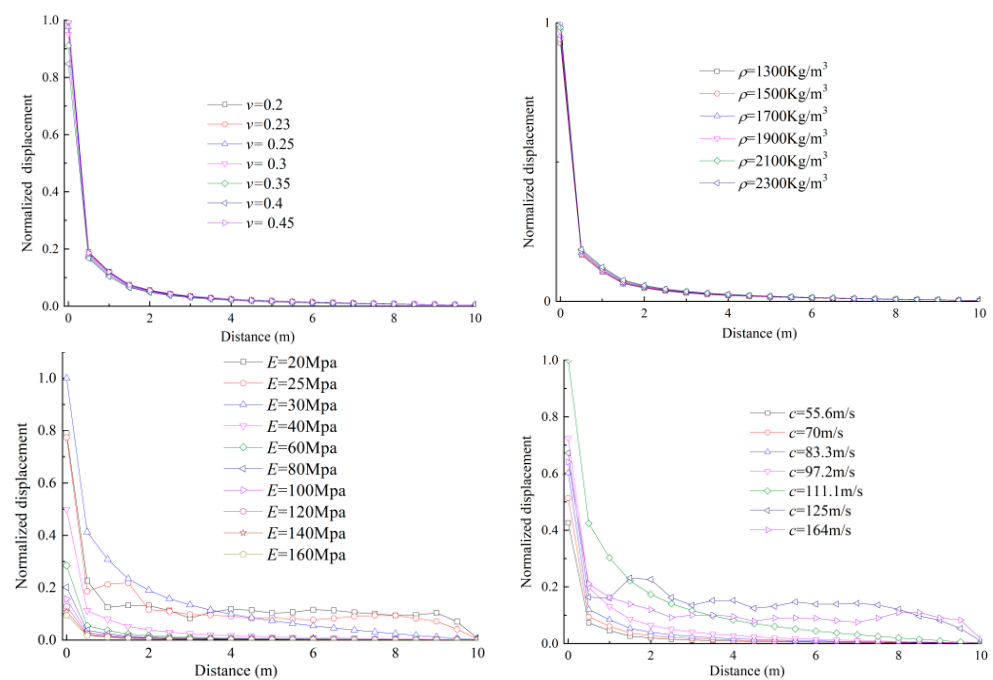 1.0
0.8
0.6
0.4
0.2
0.0
Normalized displacement
v=0.2
v=0.23
v= 0.25
v= 0.3
v=0.35
v=0.4
v= 0.45
0 2 4 6 8 10
Distance (m)
1
0
Normalized displacement
ρ=1300Kg/m³
ρ=1500Kg/m³
ρ=1700Kg/m³
ρ=1900Kg/m³
ρ=2100Kg/m³
ρ=2300Kg/m³
0 2 4 6 8 10
Distance (m)
1.0
0.8
0.6
0.4
0.2
0.0
Normalized displacement
E=20Mpa
E=25Mpa
E=30Mpa
E=40Mpa
E=60Mpa
E=80Mpa
E=100Mpa
E=120Mpa
E=140Mpa
E=160Mpa
0 2 4 6 8 10
Distance (m)
1.0
0.8
0.6
0.4
0.2
0.0
Normalized displacement
c=55.6m/s
c=70m/s
c=83.3m/s
c=97.2m/s
c=111.1m/s
c=125m/s
c=164m/s
0 2 4 6 8 10
Distance (m)